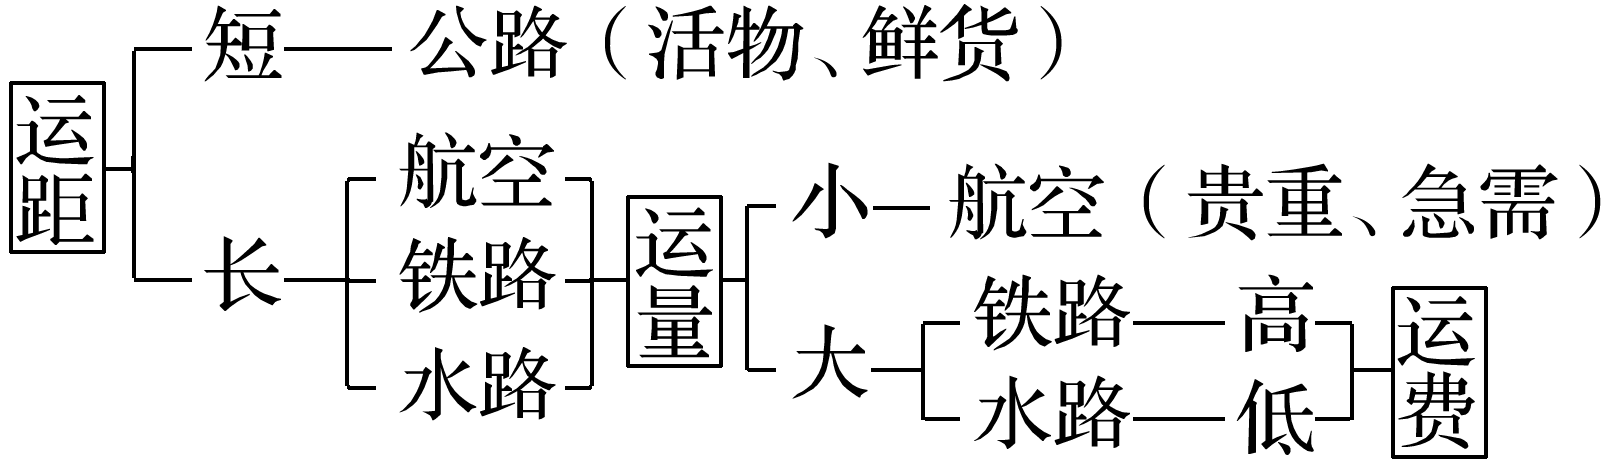 运距
短
公路（活物、鲜货）
长
航空
铁路
水路
运量
小
航空（贵重、急需）
大
铁路
高
水路
低
运费